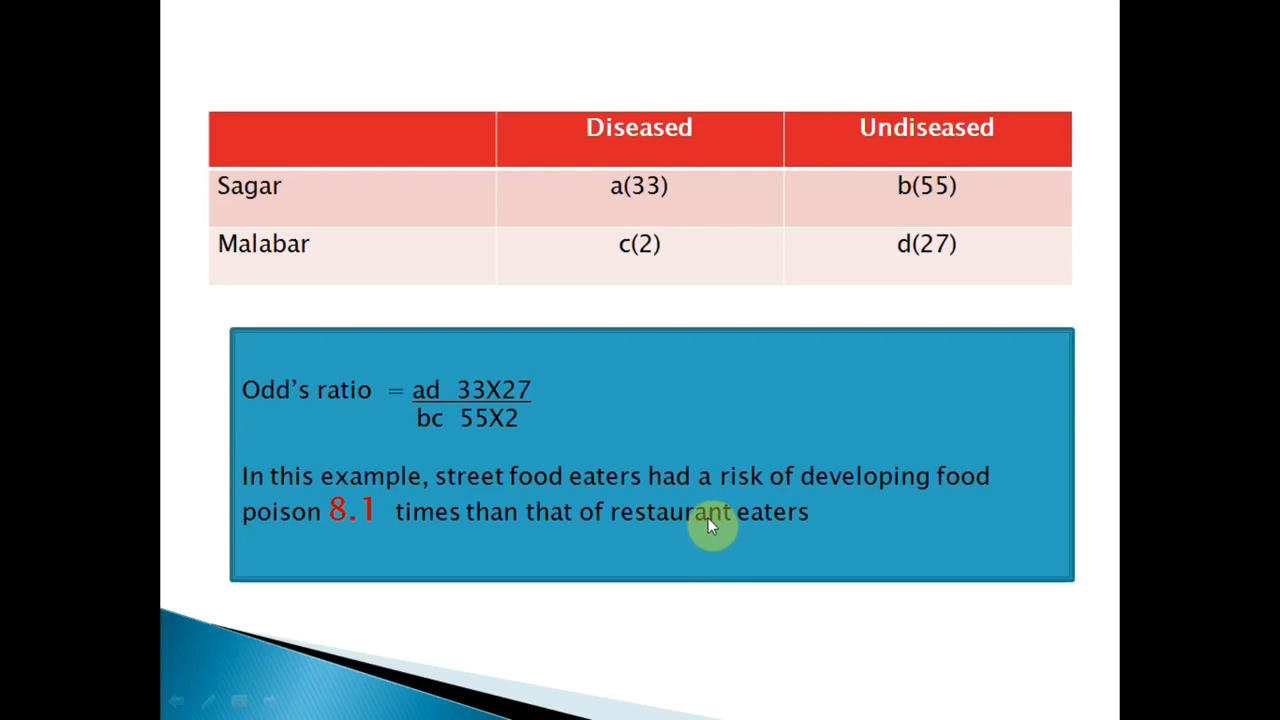 Diseased Undiseased
Sagar a(33) b(55)
Malabar c(2) d(27)
Odd's ratio = ad 33X27
bc 55X2
In this example, street food eaters had a risk of developing food
poison 8.1 times than that of restaurant eaters